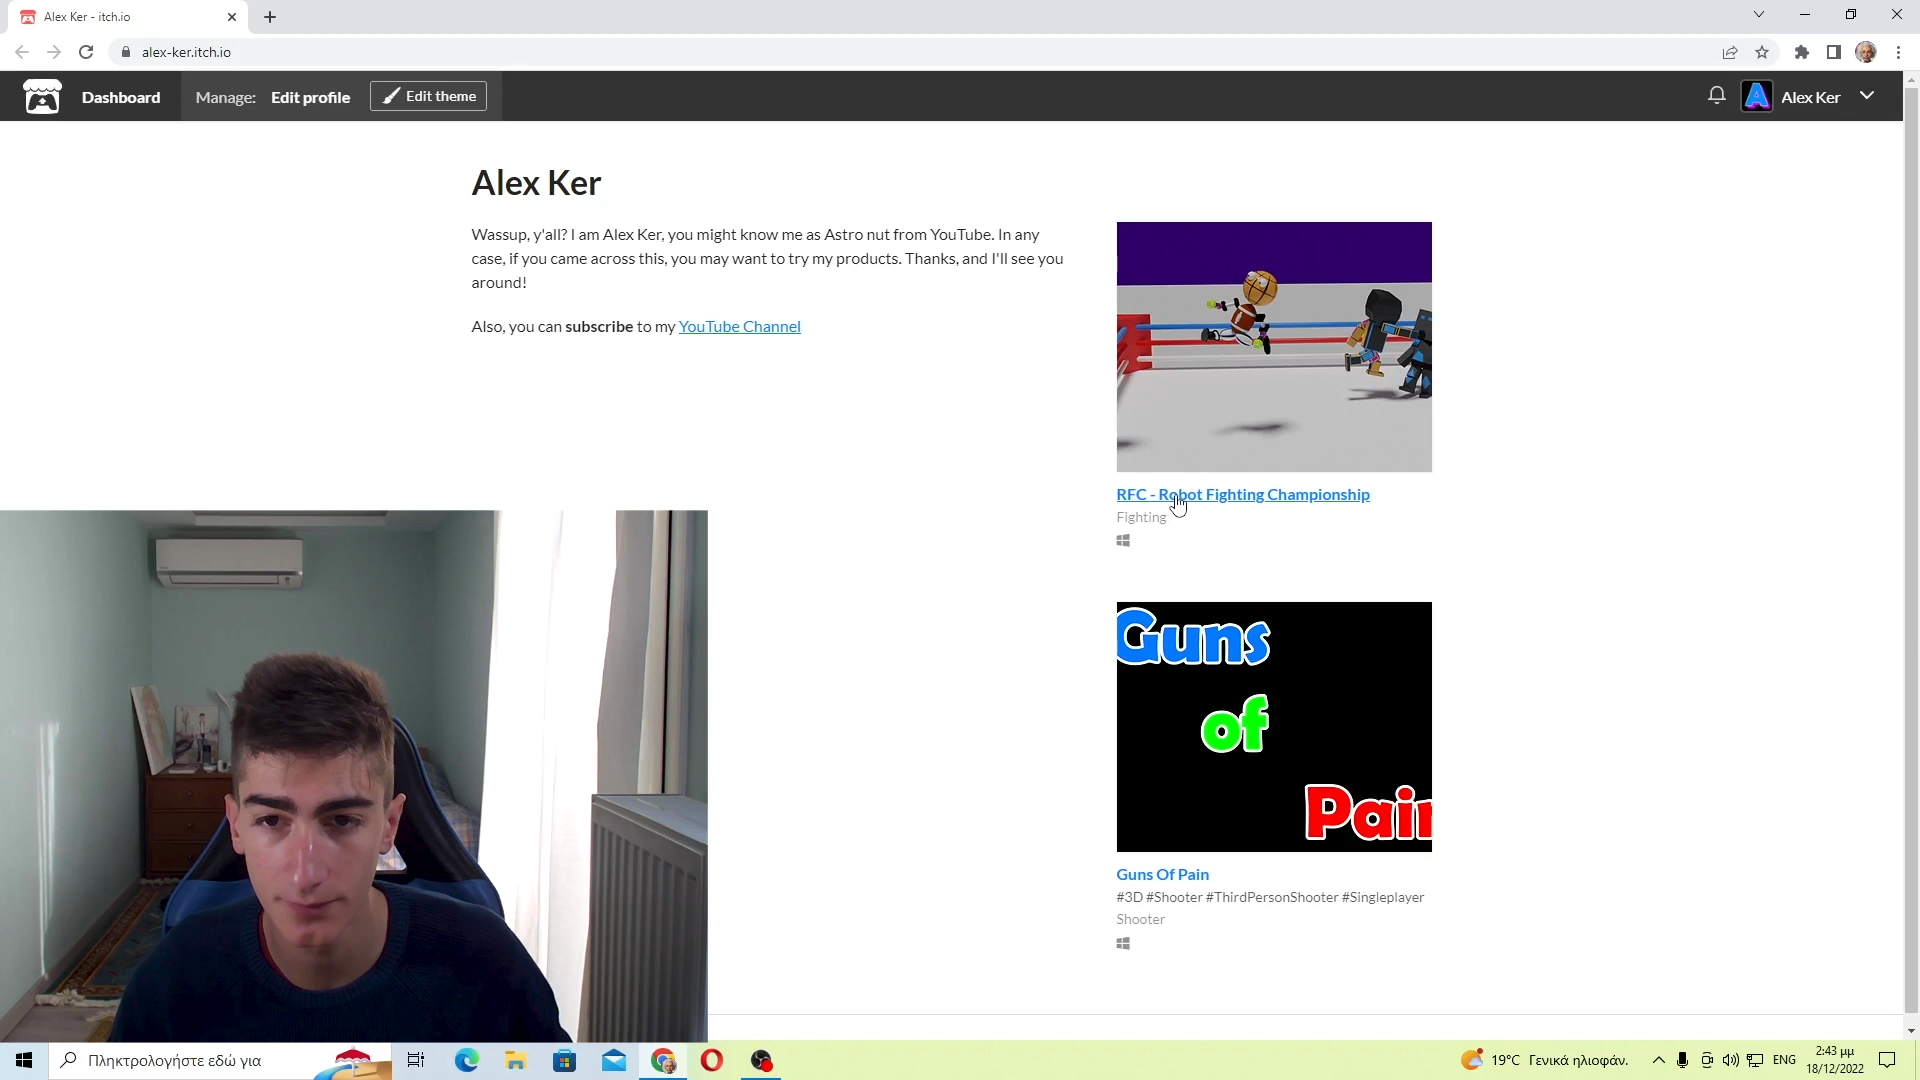 Alex Ker - itch.io
alex-ker.itch.io
Dashboard
Manage:
Edit profile
Edit theme
Alex Ker
Alex Ker
Wassup, y'all? I am Alex Ker, you might know me as Astro nut from YouTube. In any
case, if you came across this, you may want to try my products. Thanks, and I'll see you
around!
Also, you can subscribe to my YouTube Channel
RFC - Robot Fighting Championship
Fighting
Guns
of
Pain
Guns Of Pain
#3D #Shooter #ThirdPersonShooter #Singleplayer
Shooter
Πληκτρολογήστε εδώ για
19°C Γενικά ηλιοφάν.
ENG
2:43 μμ
18/12/2022